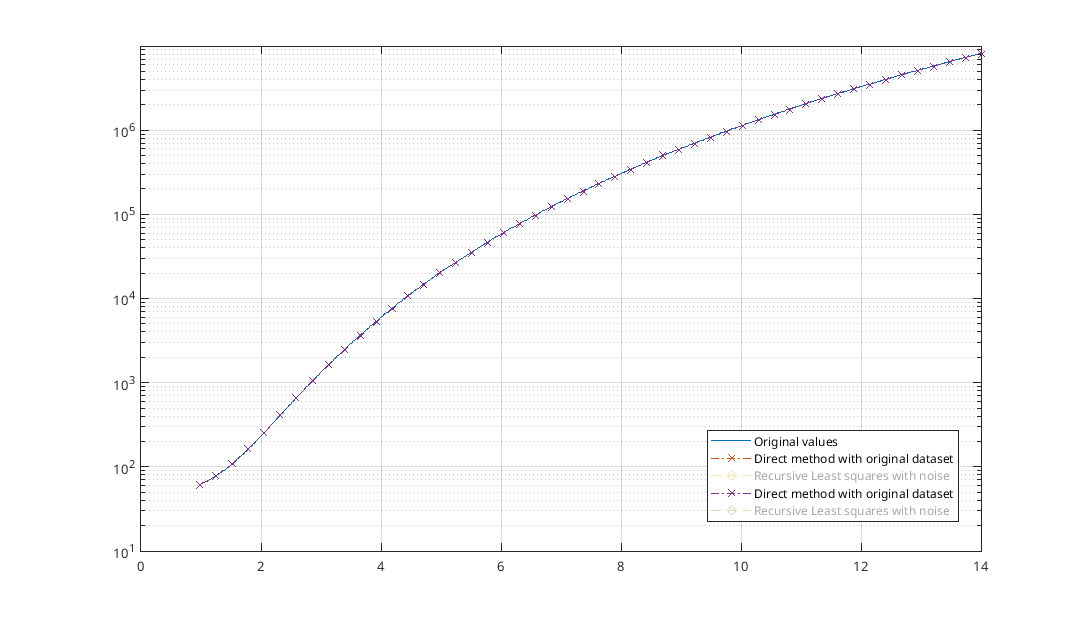 10^6
10^5
10^4
10^3
10^2
10^1
Original values
Direct method with original dataset
Recursive Least squares with noise
Direct method with original dataset
Recursive Least squares with noise
0 2 4 6 8 10 12 14